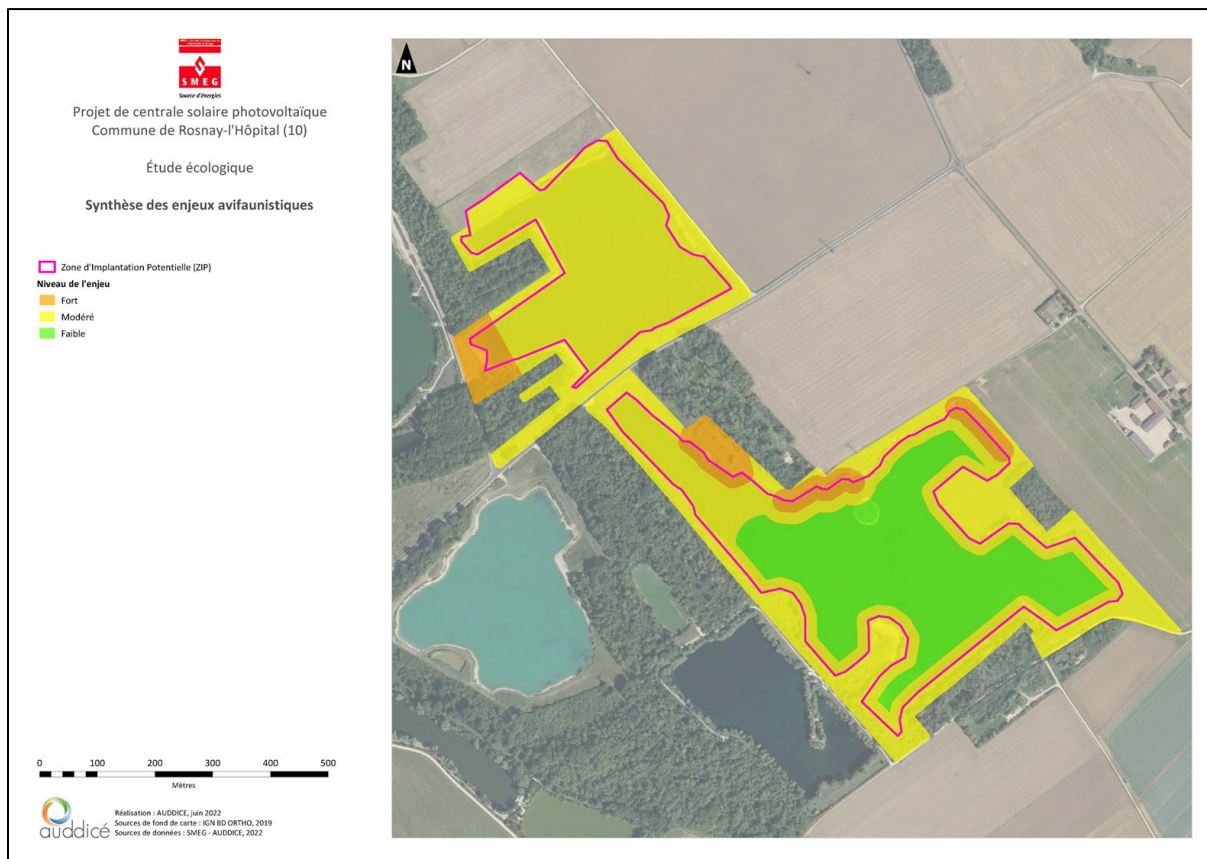 SMEG
Source d'énergies
Projet de centrale solaire photovoltaïque
Commune de Rosnay-l'Hôpital (10)
Étude écologique
Synthèse des enjeux avifaunistiques
Zone d'Implantation Potentielle (ZIP)
Niveau de l'enjeu
Fort
Modéré
Faible
0 100 200 300 400 500
Mètres
auddicé
Réalisation : AUDDICE, juin 2022
Sources de fond de carte : IGN BD ORTHO, 2019
Sources de données : SMEG - AUDDICE, 2022
N